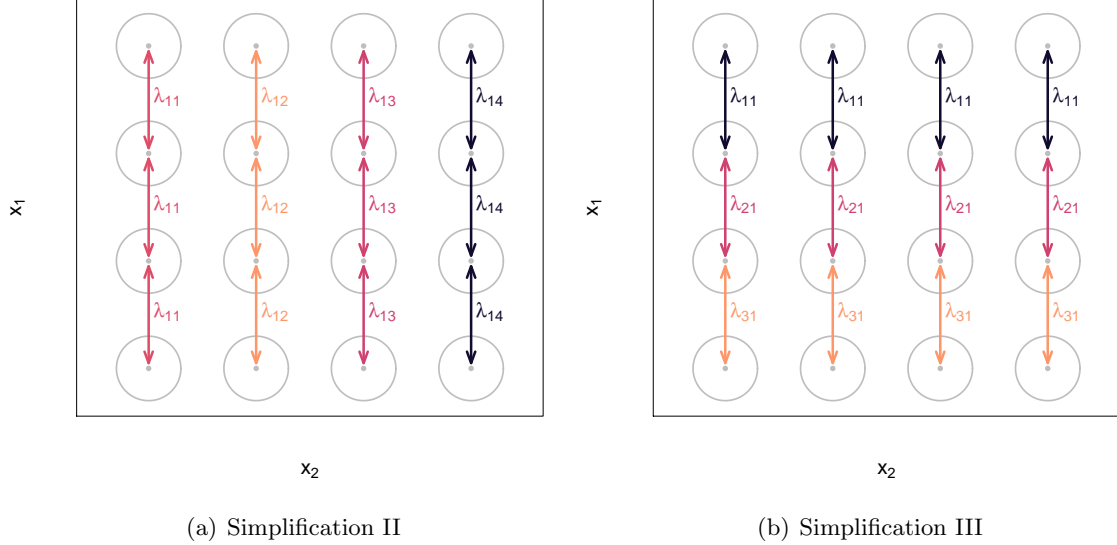 λ11 λ12 λ13 λ14 λ11 λ11 λ11 λ11
λ11 λ12 λ13 λ14 λ21 λ21 λ21 λ21
x1 x1
λ11 λ12 λ13 λ14 λ31 λ31 λ31 λ31
x2 x2
(a) Simplification II (b) Simplification III